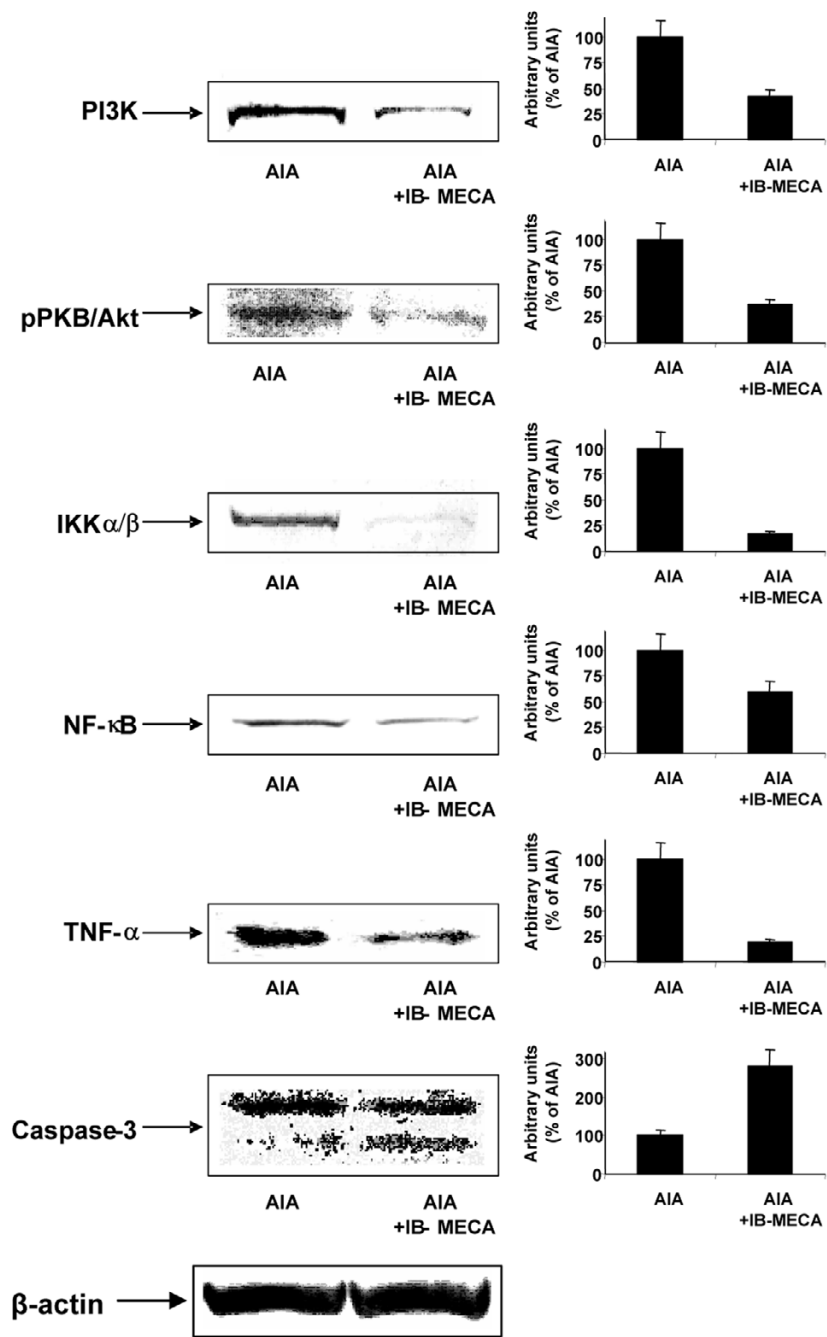 PI3K
AIA
AIA
+IB- MECA
Arbitrary units
(% of AIA)
100
75
50
25
0
AIA
AIA
+IB-MECA
pPKB/Akt
AIA
AIA
+IB- MECA
Arbitrary units
(% of AIA)
100
75
50
25
0
AIA
AIA
+IB-MECA
IKKα/β
AIA
AIA
+IB- MECA
Arbitrary units
(% of AIA)
100
75
50
25
0
AIA
AIA
+IB-MECA
NF-κB
AIA
AIA
+IB- MECA
Arbitrary units
(% of AIA)
100
75
50
25
0
AIA
AIA
+IB-MECA
TNF-α
AIA
AIA
+IB- MECA
Arbitrary units
(% of AIA)
100
75
50
25
0
AIA
AIA
+IB-MECA
Caspase-3
AIA
AIA
+IB- MECA
Arbitrary units
(% of AIA)
300
200
100
0
AIA
AIA
+IB-MECA
β-actin